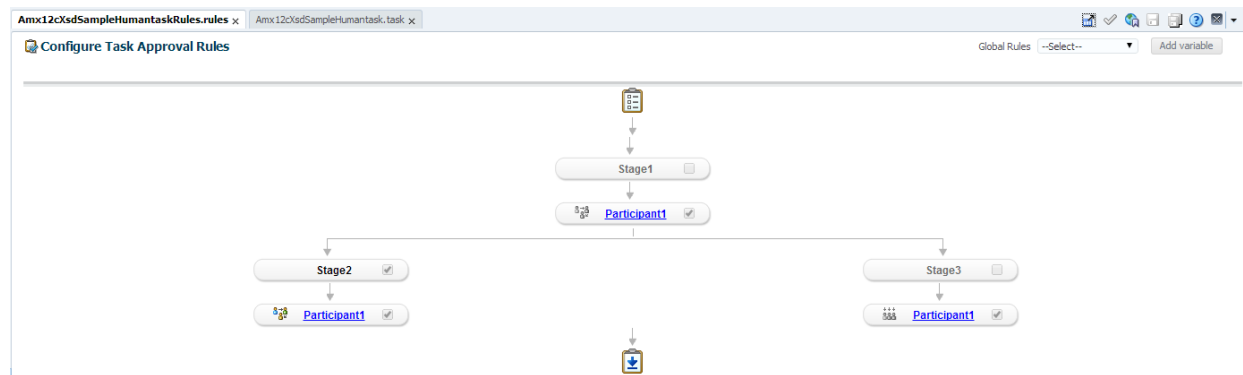 Amx12cXsdSampleHumantaskRules.rules x Amx12cXsdSampleHumantask.task x
Configure Task Approval Rules Global Rules --Select-- Add variable
Stage1
Participant1
Stage2 Stage3
Participant1 Participant1